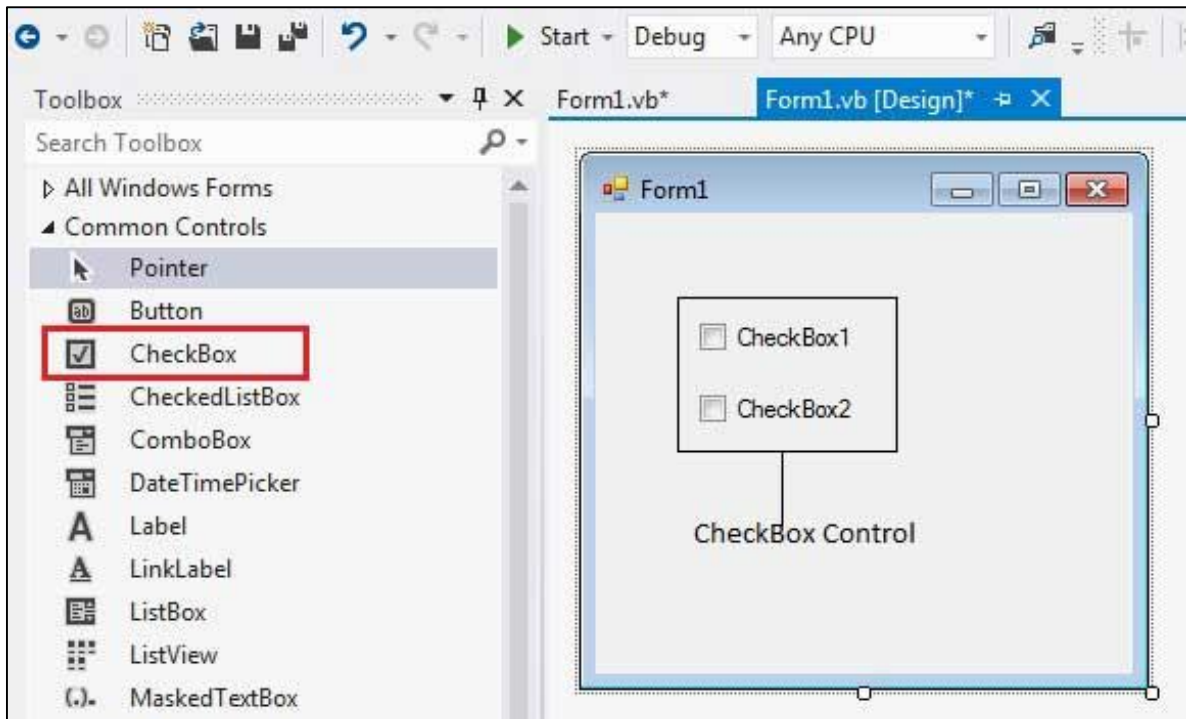 Start Debug Any CPU
Toolbox Form1.vb* Form1.vb [Design]*
Search Toolbox
All Windows Forms
Common Controls
Pointer
Button
CheckBox
CheckedListBox
ComboBox
DateTimePicker
Label
LinkLabel
ListBox
ListView
MaskedTextBox
Form1
CheckBox1
CheckBox2
CheckBox Control